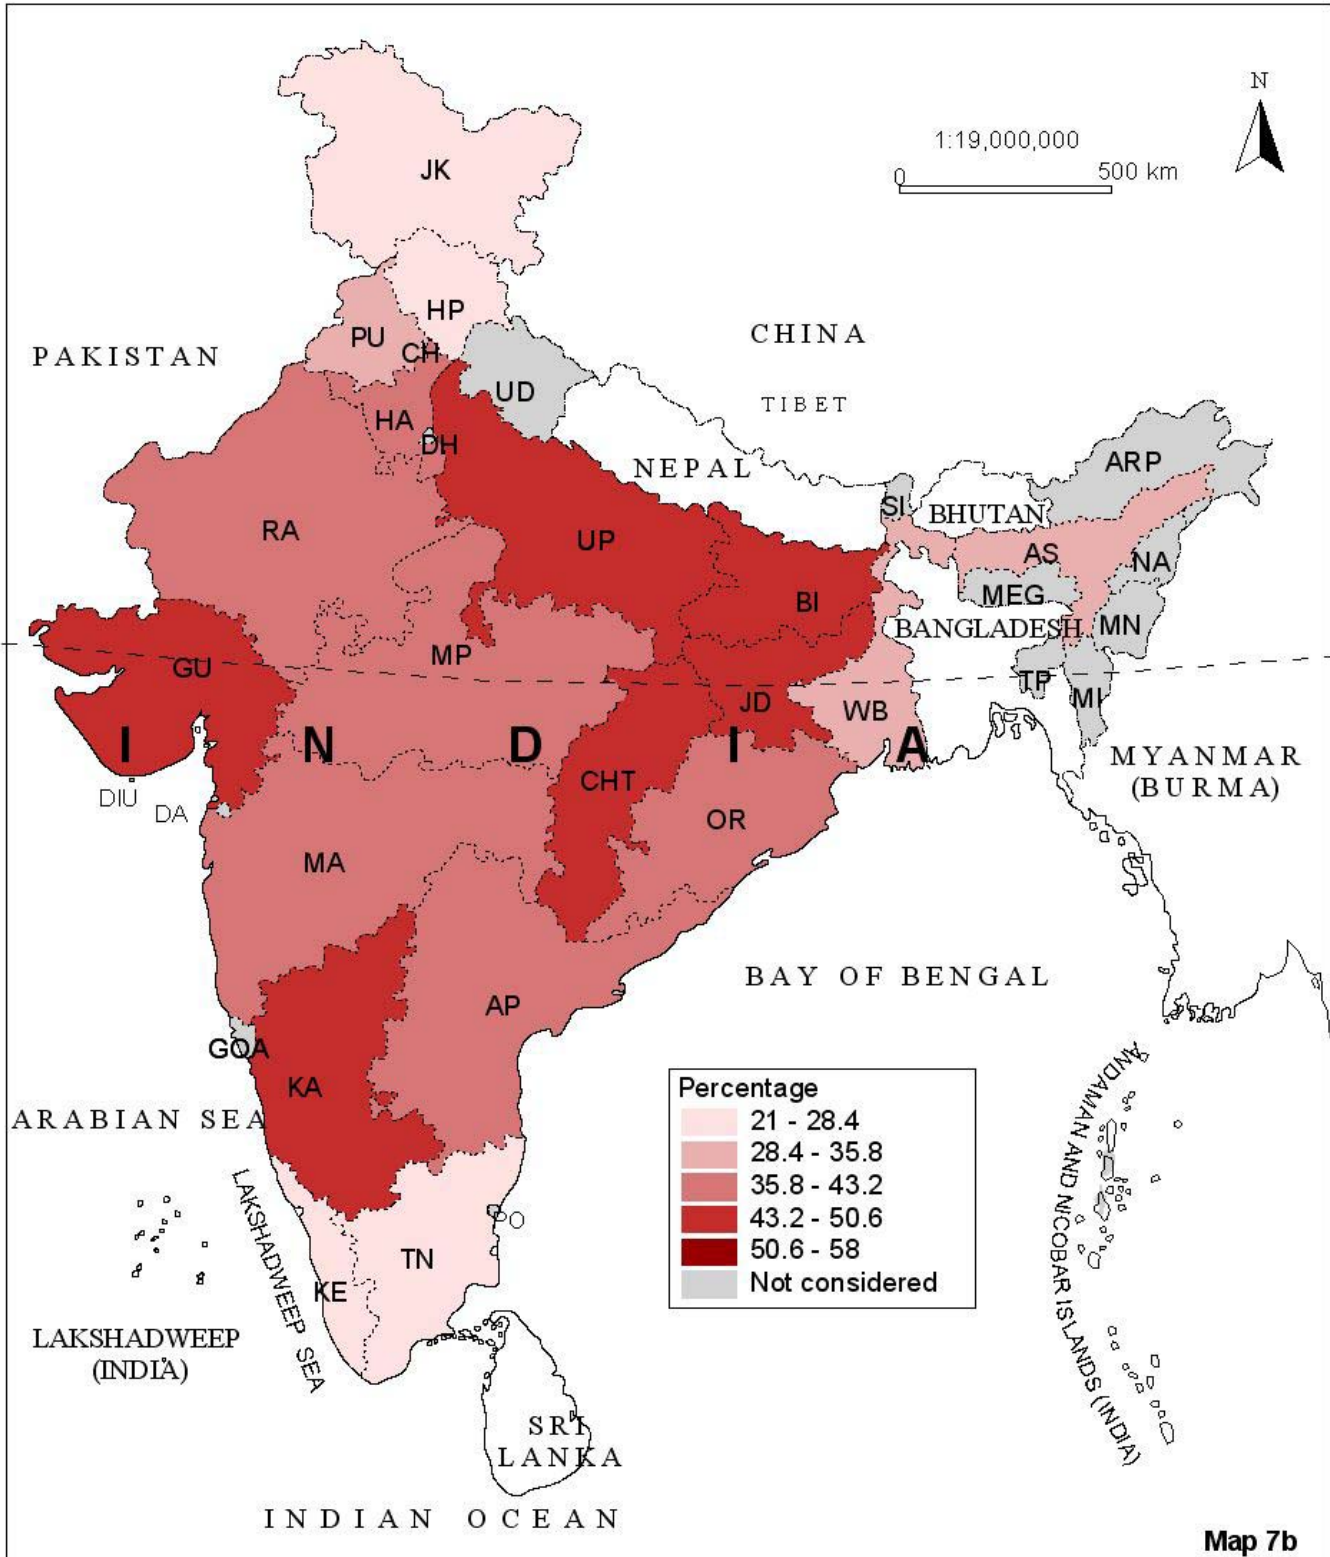 N
1:19,000,000
0 500 km
JK
HP
PU
CH
UD
HA
DH
PAKISTAN
CHINA
TIBET
NEPAL
SI
BHUTAN
ARP
RA
UP
AS
NA
BI
MEG
BANGLADESH
MN
GU
MP
TP
MI
JD
WB
I N D I A
CHT
MYANMAR
(BURMA)
DIU
DA
OR
MA
BAY OF BENGAL
AP
GOA
KA
ARABIAN SEA
Percentage
21 - 28.4
28.4 - 35.8
35.8 - 43.2
43.2 - 50.6
50.6 - 58
Not considered
LAKSHADWEEP SEA
PO
TN
KE
ANDAMAN AND NICOBAR ISLANDS (INDIA)
LAKSHADWEEP
(INDIA)
SRI
LANKA
INDIAN OCEAN
Map 7b